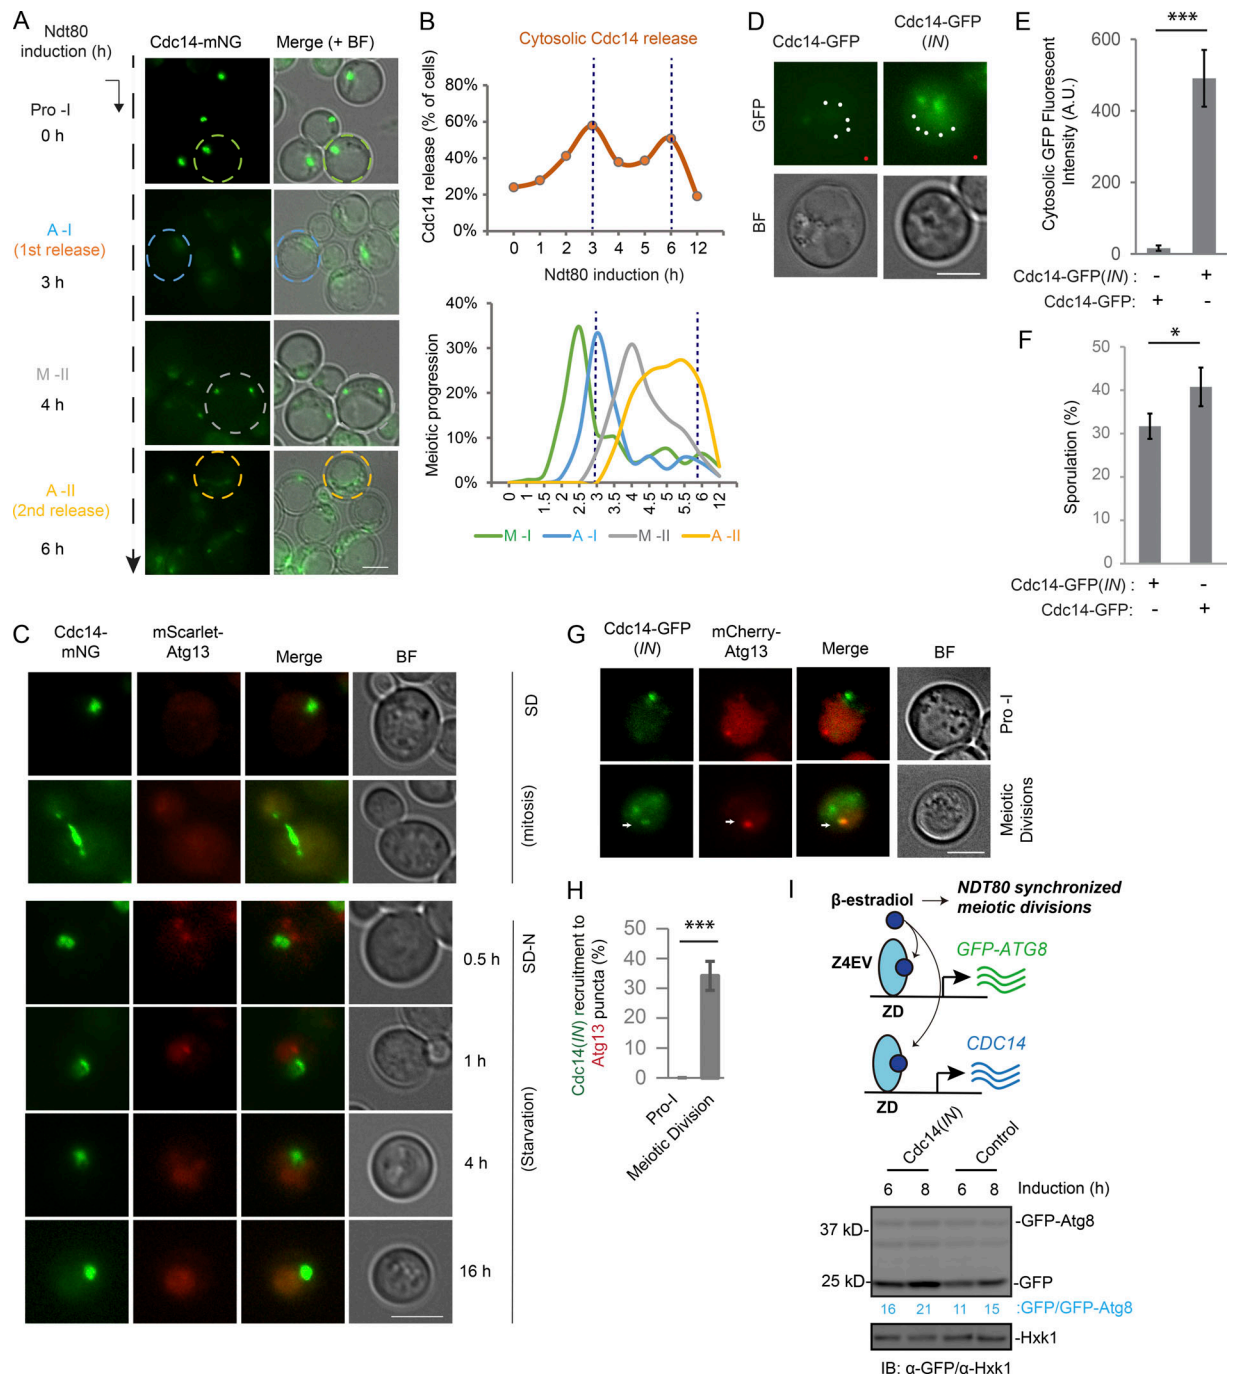 A
Ndt80
induction (h)
Cdc14-mNG
Merge (+ BF)
Pro -I
0 h
A -I
(1st release)
3 h
M -II
4 h
A -II
(2nd release)
6 h
B
Cytosolic Cdc14 release
Cdc14 release (% of cells)
80%
60%
40%
20%
0%
0 1 2 3 4 5 6 12
Ndt80 induction (h)
Meiotic progression
40%
30%
20%
10%
0%
0 1 1.5 2 2.5 3 3.5 4 4.5 5 5.5 6 12
M -I A -I M -II A -II
D
Cdc14-GFP
Cdc14-GFP
(IN)
GFP
BF
E
***
Cytosolic GFP Fluorescent
Intensity (A.U.)
600
400
200
0
Cdc14-GFP(IN) : - +
Cdc14-GFP: + -
F
*
Sporulation (%)
50
40
30
20
10
0
Cdc14-GFP(IN) : + -
Cdc14-GFP: - +
C
Cdc14-
mNG
mScarlet-
Atg13
Merge
BF
SD
(mitosis)
SD-N
(Starvation)
0.5 h
1 h
4 h
16 h
G
Cdc14-GFP
(IN)
mCherry-
Atg13
Merge
BF
Pro -I
Meiotic
Divisions
H
***
Cdc14(IN) recruitment to
Atg13 puncta (%)
50
40
30
20
10
0
Pro-I
Meiotic Division
I
β-estradiol
NDT80 synchronized
meiotic divisions
Z4EV
GFP-ATG8
ZD
CDC14
ZD
Cdc14(IN)
Control
6 8 6 8 Induction (h)
37 kD-
-GFP-Atg8
25 kD-
-GFP
16 21 11 15 :GFP/GFP-Atg8
-Hxk1
IB: α-GFP/α-Hxk1